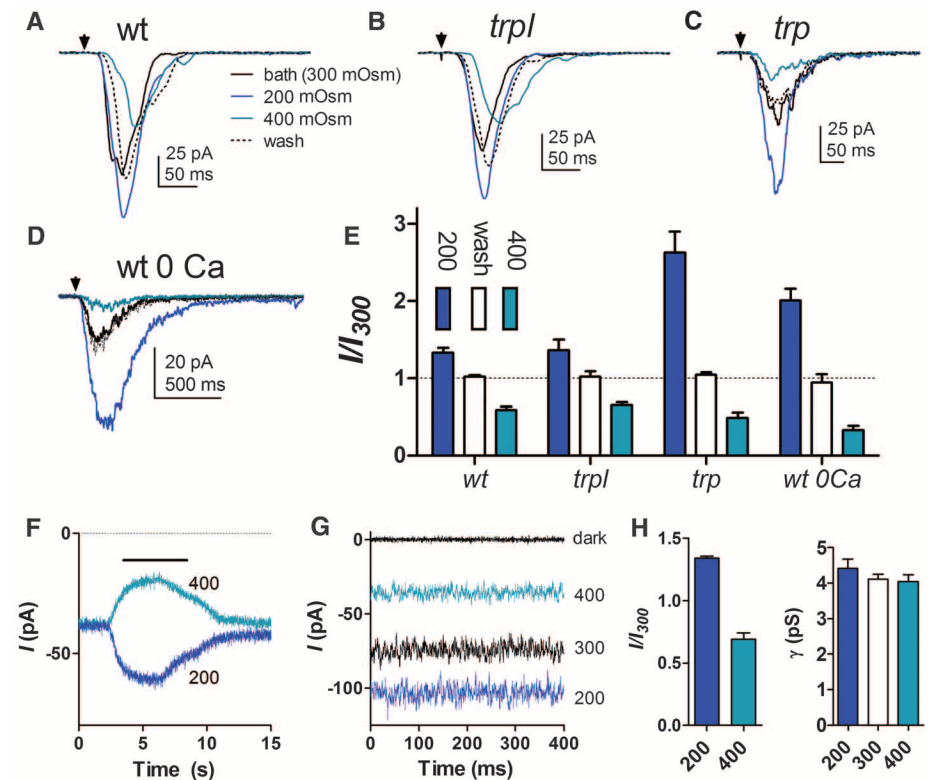 A
wt
bath (300 mOsm)
200 mOsm
400 mOsm
wash
25 pA
50 ms
B
trpl
25 pA
50 ms
C
trp
25 pA
50 ms
D
wt 0 Ca
20 pA
500 ms
E
I/I300
3
2
1
0
200
wash
400
wt
trpl
trp
wt 0Ca
F
I (pA)
0
-50
400
200
0
5
10
15
Time (s)
G
I (pA)
0
-50
-100
dark
400
300
200
0
100
200
300
400
Time (ms)
H
I/I300
1.5
1.0
0.5
0.0
200
400
γ (pS)
5
4
3
2
1
0
200
300
400